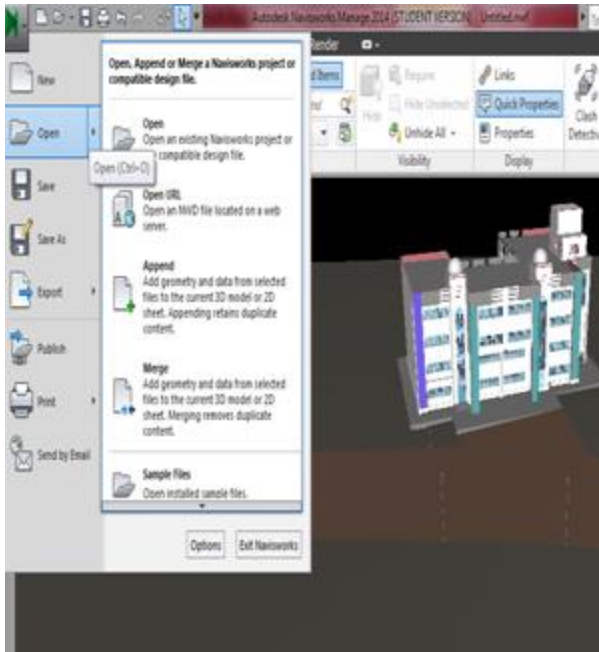 Autodesk Navisworks Manage 2014 (STUDENT VERSION) Untitled.nwf
Render
New
Open
Save
Save As
Export
Publish
Print
Send by Email
Open (Ctrl+O)
Open, Append or Merge a Navisworks project or
compatible design file.
Open
Open an existing Navisworks project or
compatible design file.
Open URL
Open an NWD file located on a web
server.
Append
Add geometry and data from selected
files to the current 3D model or 2D
sheet. Appending retains duplicate
content.
Merge
Add geometry and data from selected
files to the current 3D model or 2D
sheet. Merging removes duplicate
content.
Sample Files
Open installed sample files.
Options
Exit Navisworks
Items
Hide
Require
Hide Unselected
Unhide All
Visibility
Links
Quick Properties
Properties
Display
Clash
Detective